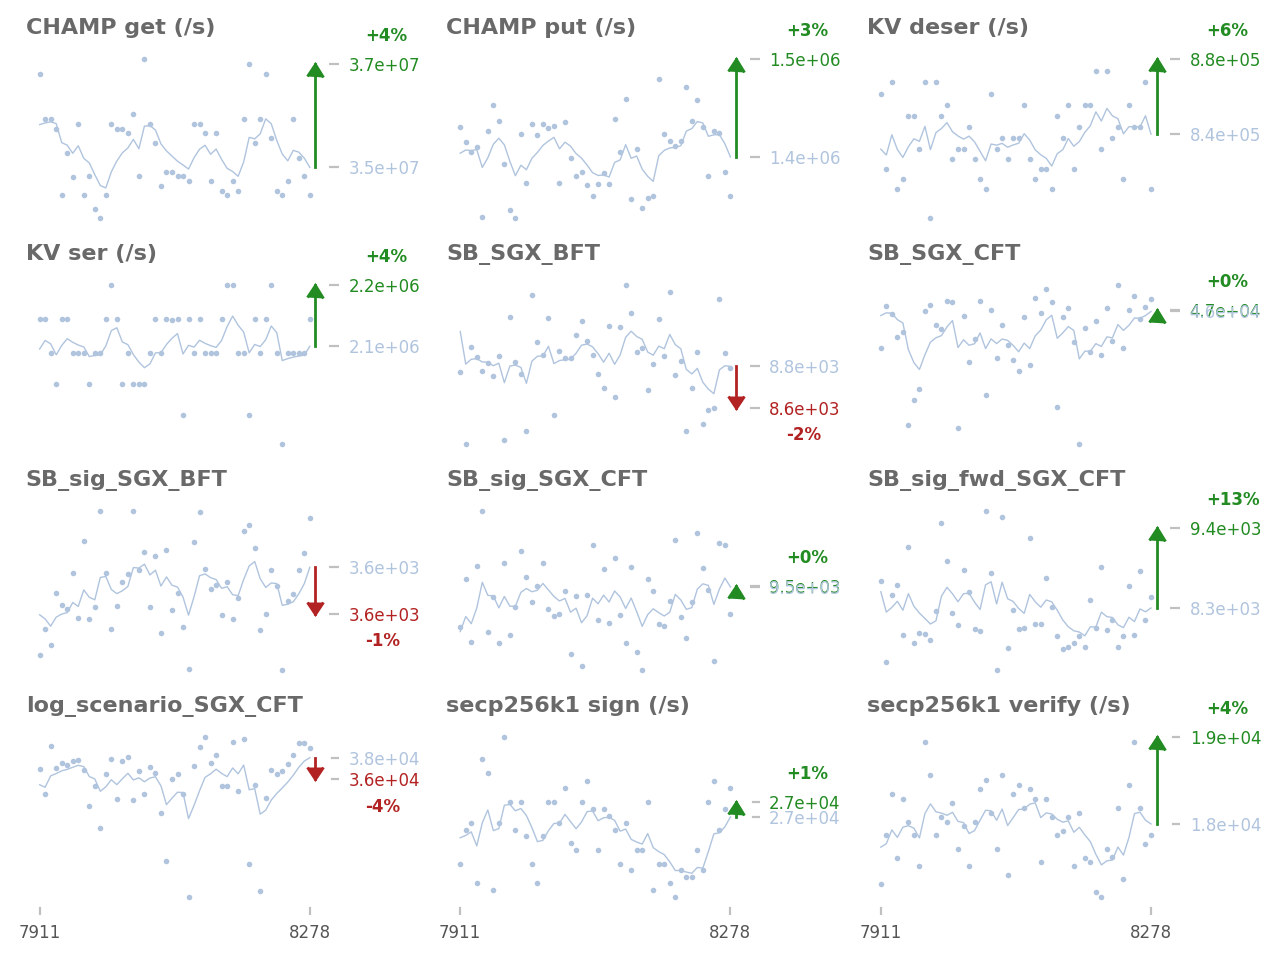 CHAMP get (/s)
+4%
3.7e+07
3.5e+07
CHAMP put (/s)
+3%
1.5e+06
1.4e+06
KV deser (/s)
+6%
8.8e+05
8.4e+05
KV ser (/s)
+4%
2.2e+06
2.1e+06
SB_SGX_BFT
8.8e+03
8.6e+03
-2%
SB_SGX_CFT
+0%
SB_sig_SGX_BFT
3.6e+03
3.6e+03
-1%
SB_sig_SGX_CFT
+0%
SB_sig_fwd_SGX_CFT
+13%
9.4e+03
8.3e+03
log_scenario_SGX_CFT
3.8e+04
3.6e+04
-4%
secp256k1 sign (/s)
+1%
2.7e+04
2.7e+04
secp256k1 verify (/s)
+4%
1.9e+04
1.8e+04
7911
8278
7911
8278
7911
8278